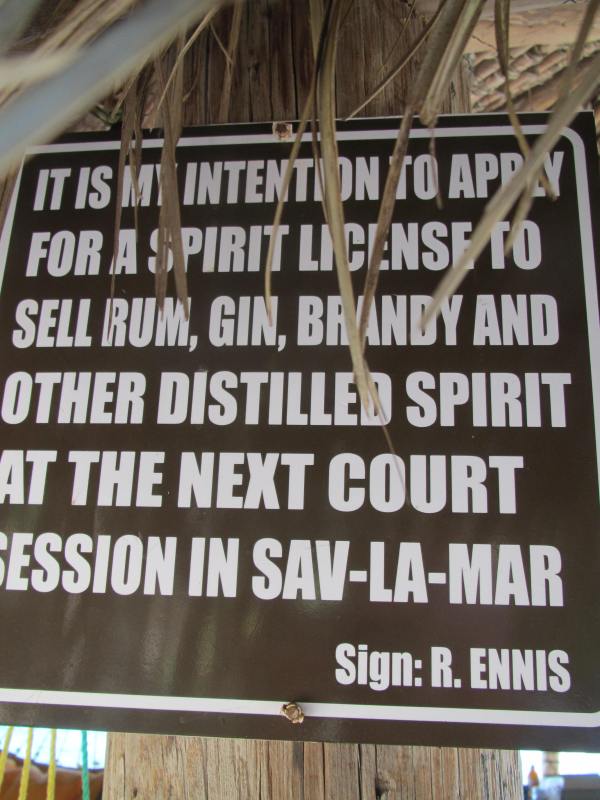 IT IS MY INTENTION TO APPLY
FOR A SPIRIT LICENSE TO
SELL RUM, GIN, BRANDY AND
OTHER DISTILLED SPIRIT
AT THE NEXT COURT
SESSION IN SAV-LA-MAR
Sign: R. ENNIS